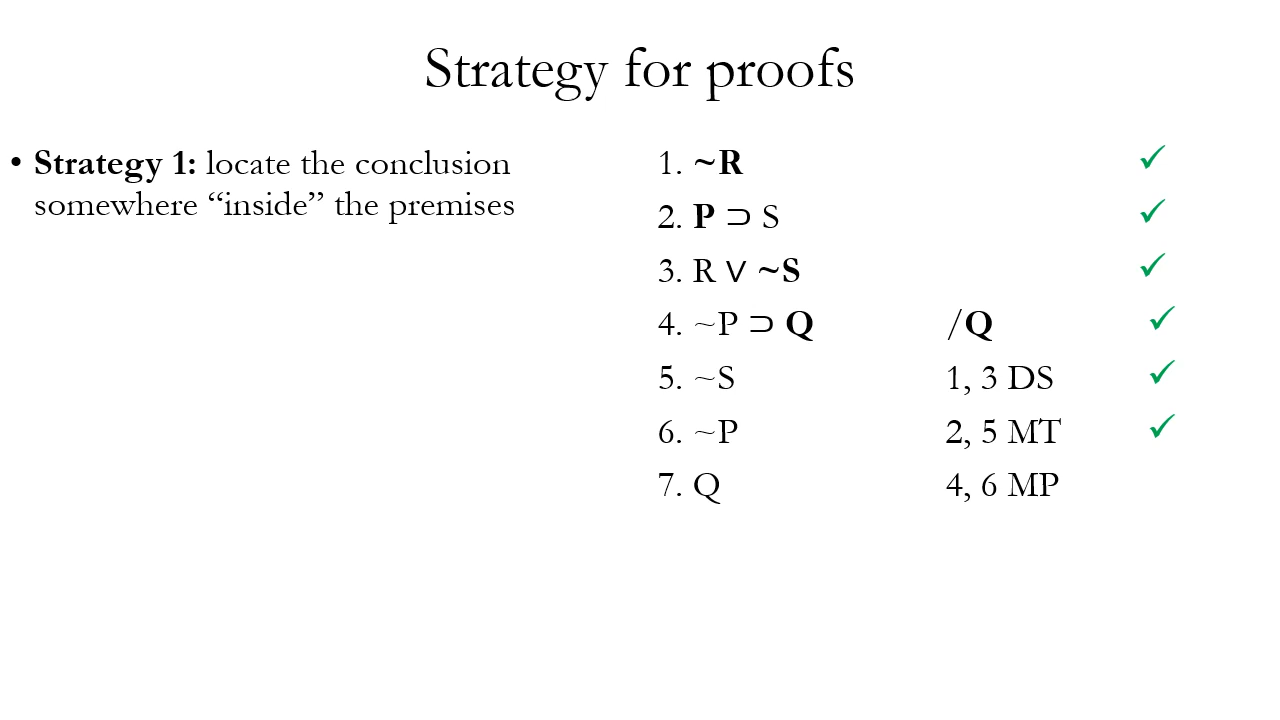 Strategy for proofs
• Strategy 1: locate the conclusion
somewhere “inside” the premises
1. ~R ✓
2. P ⊃ S ✓
3. R ∨ ~S ✓
4. ~P ⊃ Q /Q ✓
5. ~S 1, 3 DS ✓
6. ~P 2, 5 MT ✓
7. Q 4, 6 MP